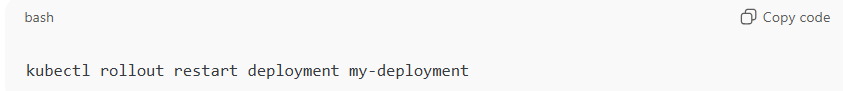 bash
Copy code
kubectl rollout restart deployment my-deployment